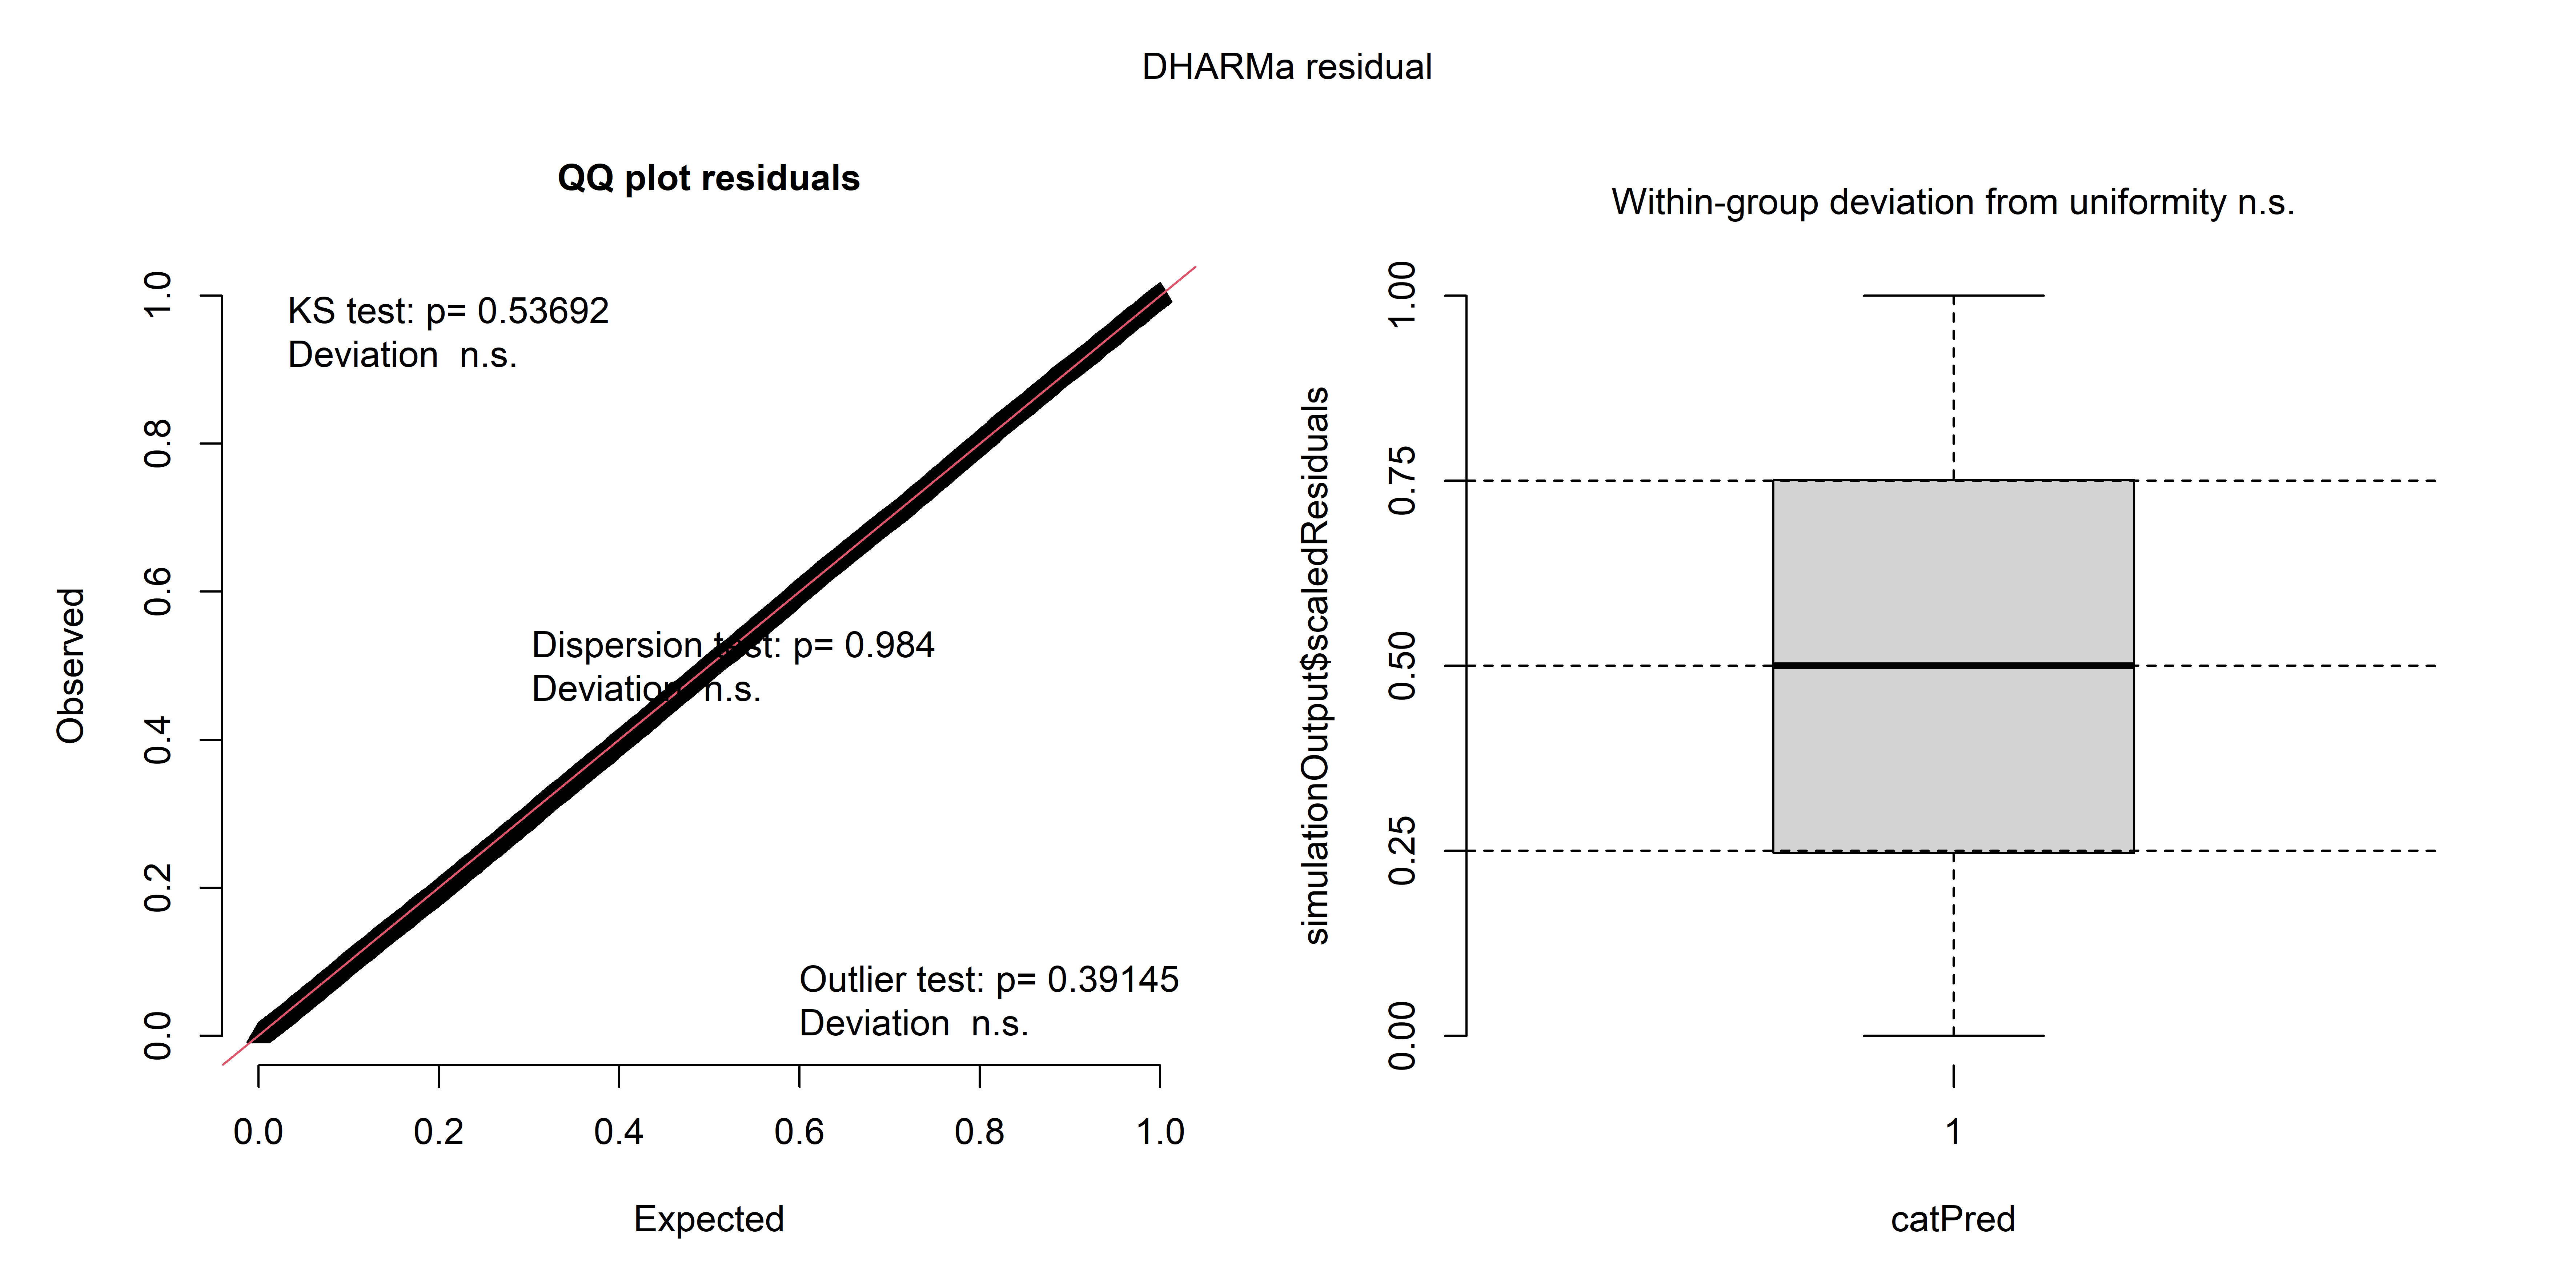 DHARMa residual
QQ plot residuals
KS test: p= 0.53692
Deviation  n.s.
Dispersion test: p= 0.984
Deviation  n.s.
Outlier test: p= 0.39145
Deviation  n.s.
Observed
1.0
0.8
0.6
0.4
0.2
0.0
0.0 0.2 0.4 0.6 0.8 1.0
Expected
Within-group deviation from uniformity n.s.
simulationOutput$scaledResiduals
1.00
0.75
0.50
0.25
0.00
1
catPred